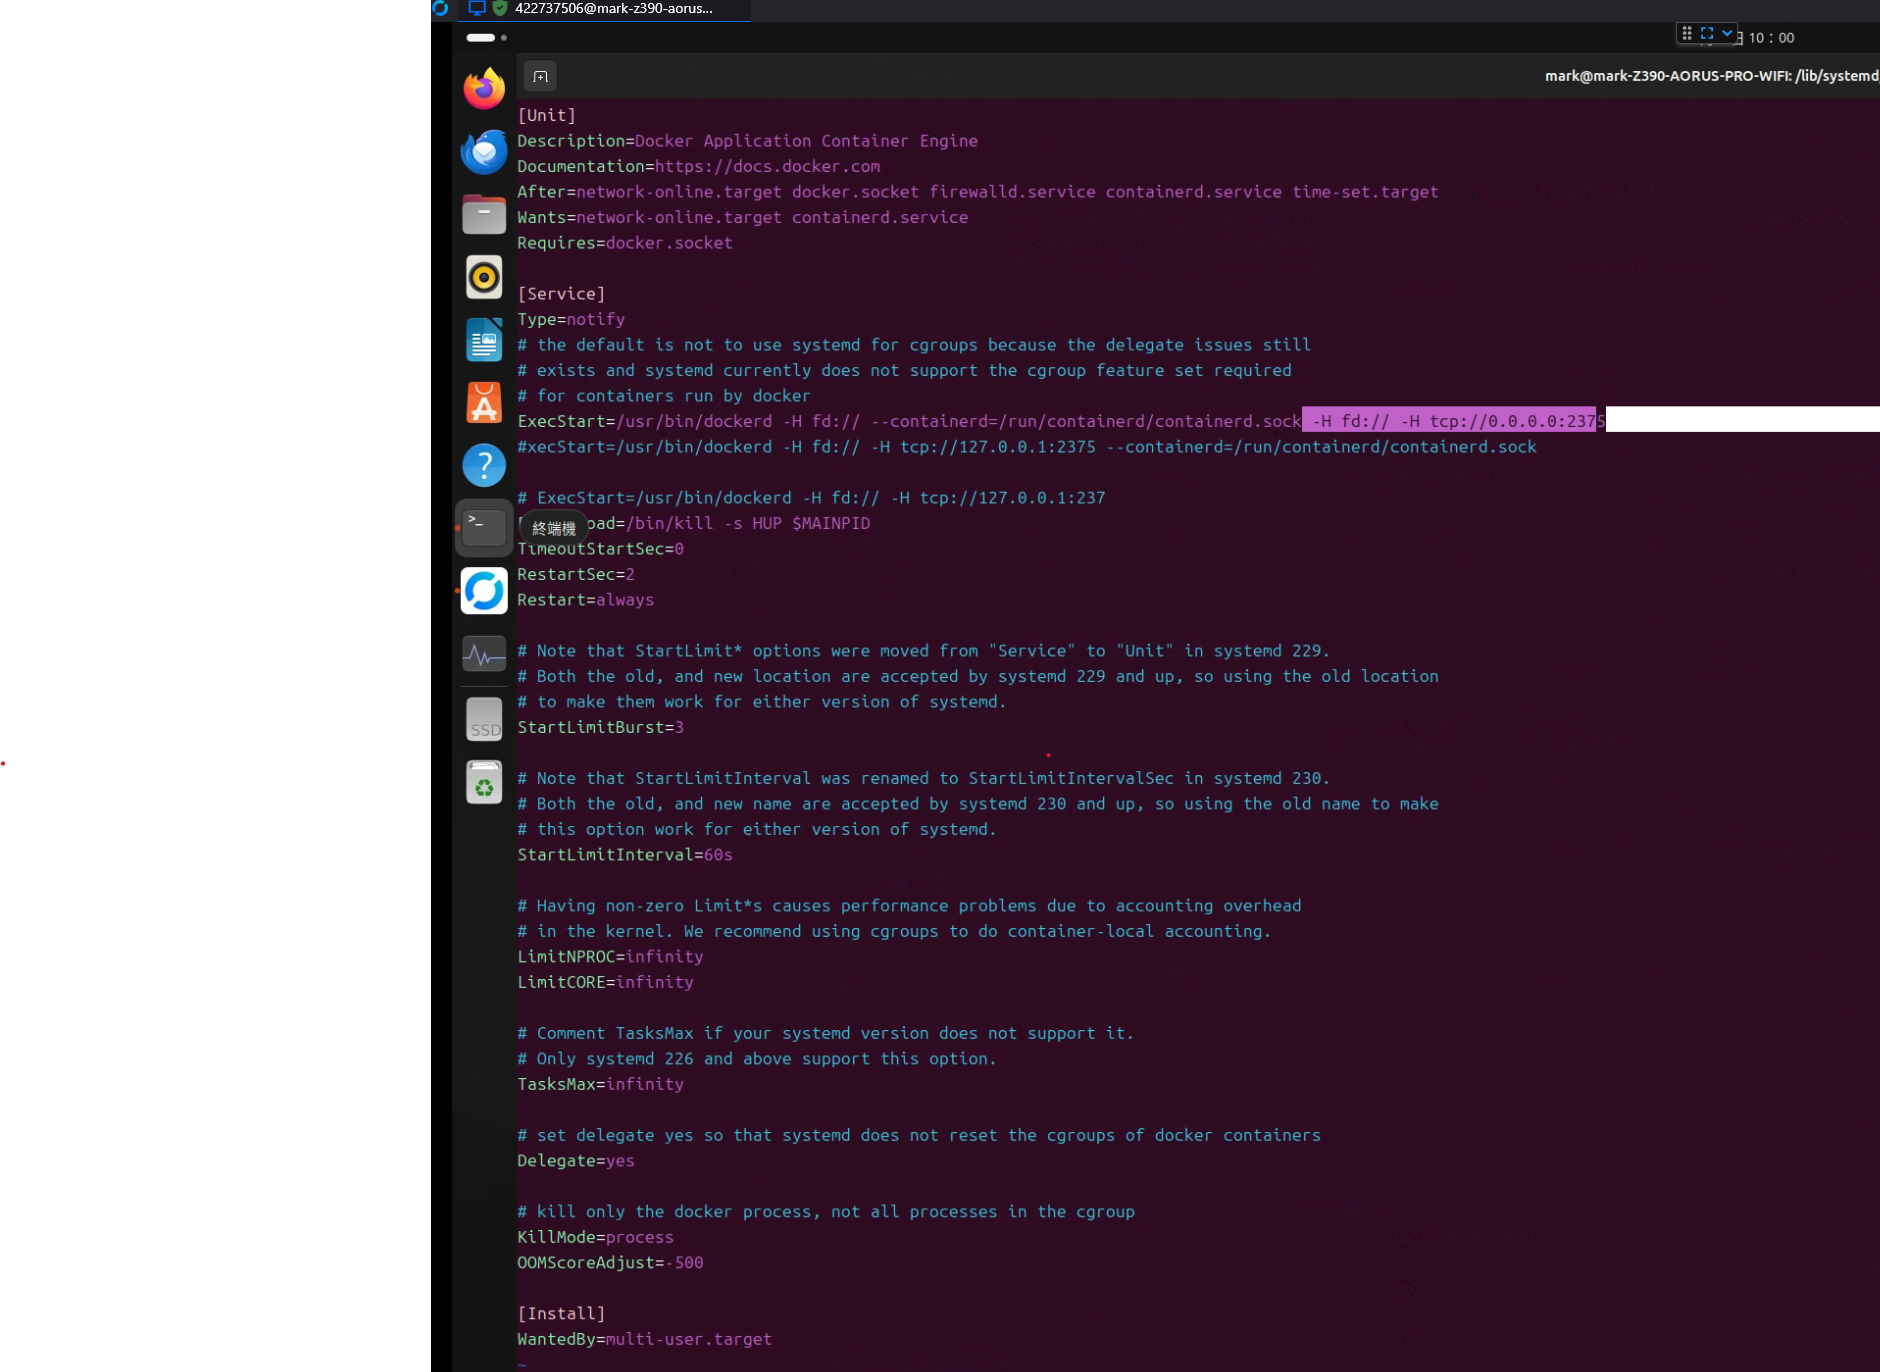 422737506@mark-z390-aorus...
日 10：00
mark@mark-Z390-AORUS-PRO-WIFI: /lib/systemd
[Unit]
Description=Docker Application Container Engine
Documentation=https://docs.docker.com
After=network-online.target docker.socket firewalld.service containerd.service time-set.target
Wants=network-online.target containerd.service
Requires=docker.socket
[Service]
Type=notify
# the default is not to use systemd for cgroups because the delegate issues still
# exists and systemd currently does not support the cgroup feature set required
# for containers run by docker
ExecStart=/usr/bin/dockerd -H fd:// --containerd=/run/containerd/containerd.sock -H fd:// -H tcp://0.0.0.0:2375
#xecStart=/usr/bin/dockerd -H fd:// -H tcp://127.0.0.1:2375 --containerd=/run/containerd/containerd.sock
# ExecStart=/usr/bin/dockerd -H fd:// -H tcp://127.0.0.1:237
oad=/bin/kill -s HUP $MAINPID
終端機
TimeoutStartSec=0
RestartSec=2
Restart=always
# Note that StartLimit* options were moved from "Service" to "Unit" in systemd 229.
# Both the old, and new location are accepted by systemd 229 and up, so using the old location
# to make them work for either version of systemd.
StartLimitBurst=3
SSD
# Note that StartLimitInterval was renamed to StartLimitIntervalSec in systemd 230.
# Both the old, and new name are accepted by systemd 230 and up, so using the old name to make
# this option work for either version of systemd.
StartLimitInterval=60s
# Having non-zero Limit*s causes performance problems due to accounting overhead
# in the kernel. We recommend using cgroups to do container-local accounting.
LimitNPROC=infinity
LimitCORE=infinity
# Comment TasksMax if your systemd version does not support it.
# Only systemd 226 and above support this option.
TasksMax=infinity
# set delegate yes so that systemd does not reset the cgroups of docker containers
Delegate=yes
# kill only the docker process, not all processes in the cgroup
KillMode=process
OOMScoreAdjust=-500
[Install]
WantedBy=multi-user.target
~